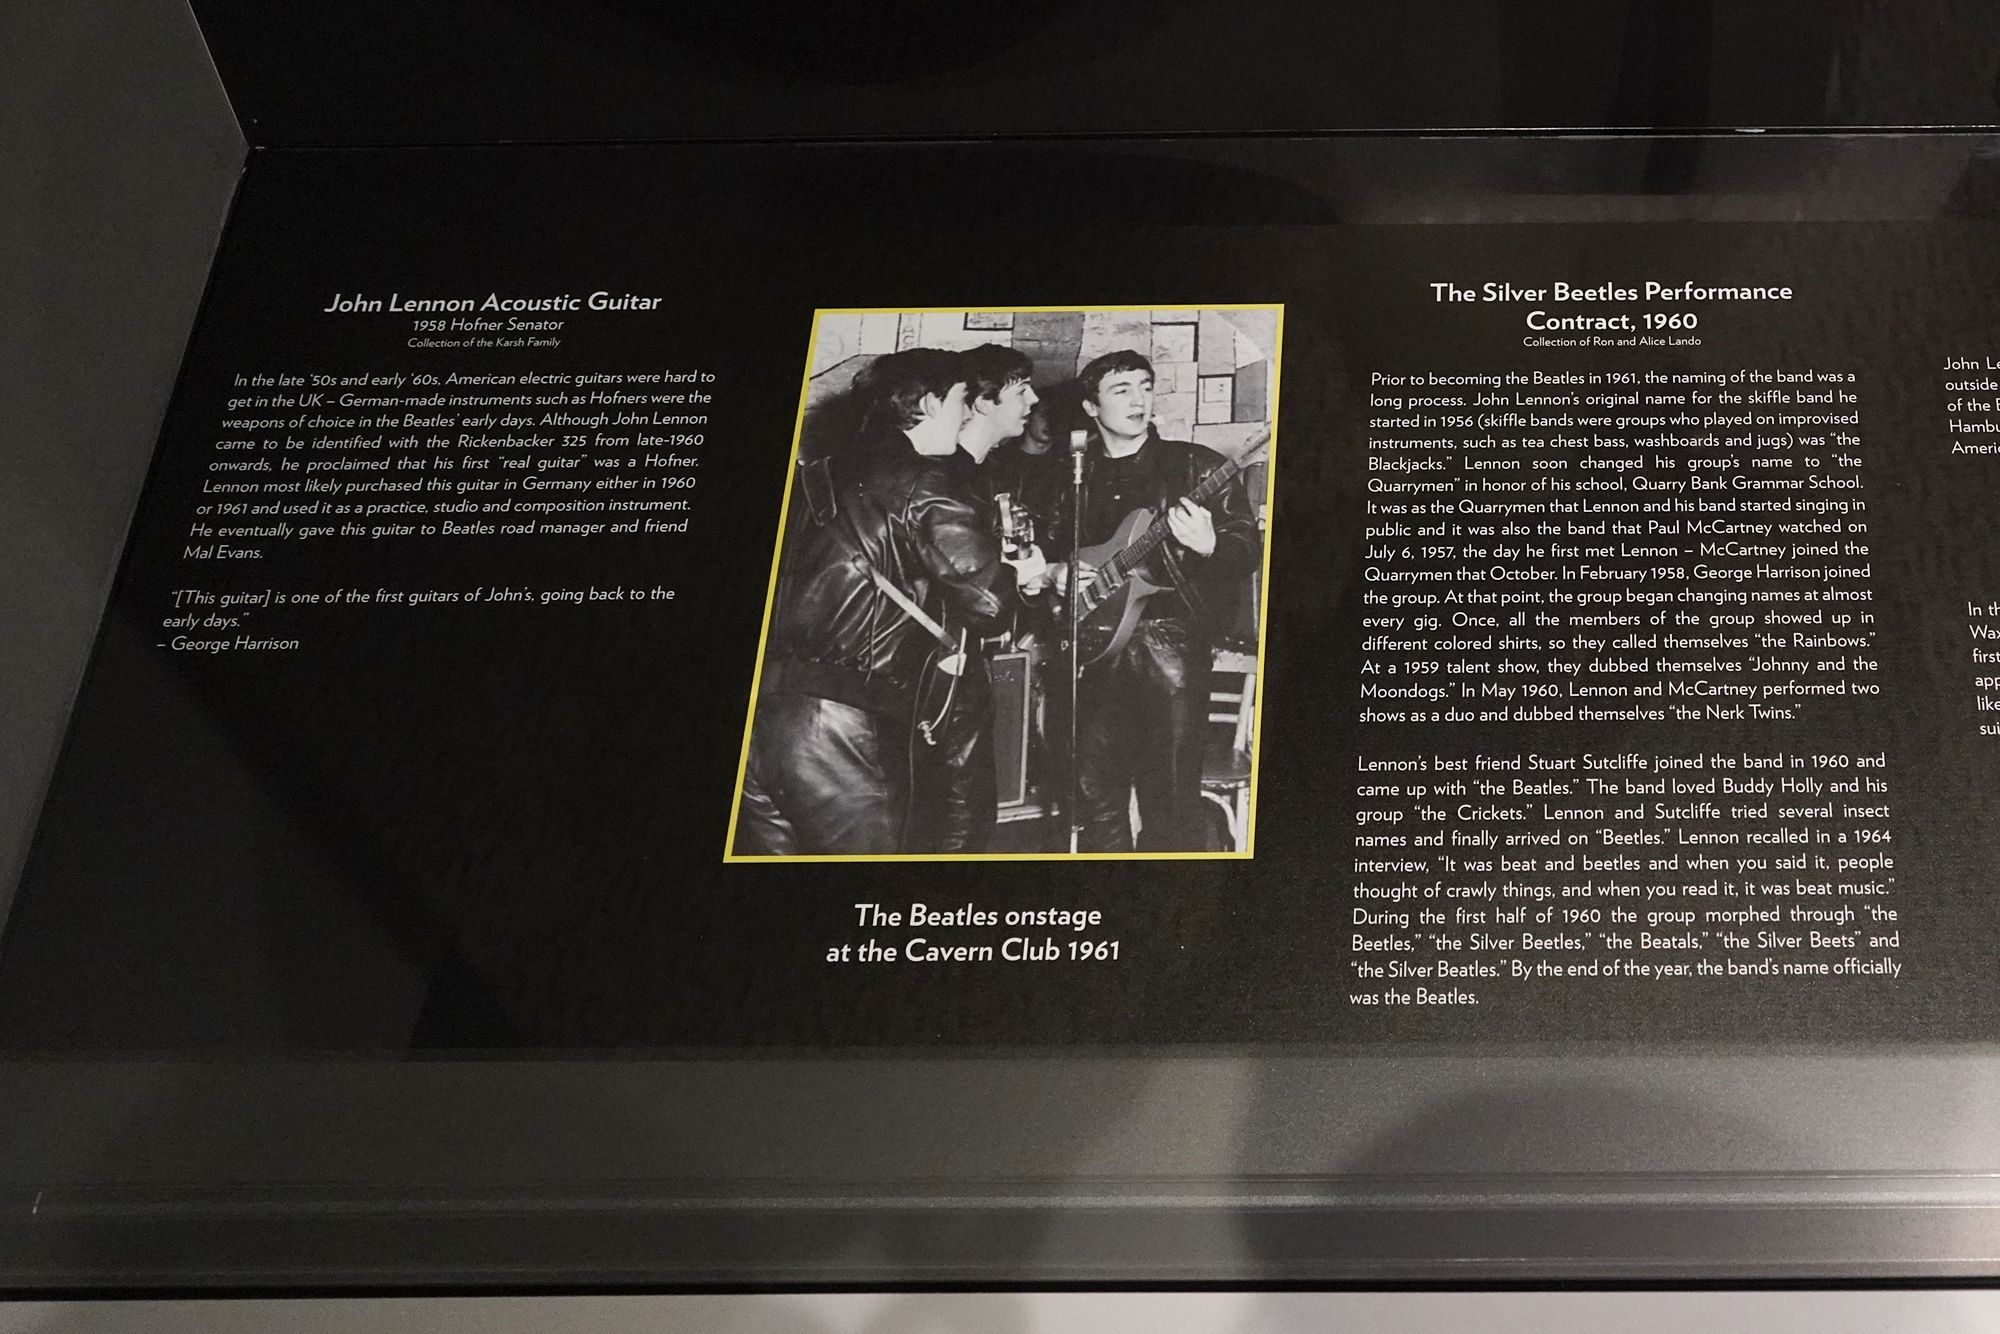 John Lennon Acoustic Guitar
1958 Hofner Senator
Collection of the Karsh Family
In the late '50s and early '60s, American electric guitars were hard to
get in the UK – German-made instruments such as Hofners were the
weapons of choice in the Beatles' early days. Although John Lennon
came to be identified with the Rickenbacker 325 from late-1960
onwards, he proclaimed that his first "real guitar" was a Hofner.
Lennon most likely purchased this guitar in Germany either in 1960
or 1961 and used it as a practice, studio and composition instrument.
He eventually gave this guitar to Beatles road manager and friend
Mal Evans.
"[This guitar] is one of the first guitars of John's, going back to the
early days."
– George Harrison
The Beatles onstage
at the Cavern Club 1961
The Silver Beetles Performance
Contract, 1960
Collection of Ron and Alice Lando
Prior to becoming the Beatles in 1961, the naming of the band was a
long process. John Lennon's original name for the skiffle band he
started in 1956 (skiffle bands were groups who played on improvised
instruments, such as tea chest bass, washboards and jugs) was "the
Blackjacks." Lennon soon changed his group's name to "the
Quarrymen" in honor of his school, Quarry Bank Grammar School.
It was as the Quarrymen that Lennon and his band started singing in
public and it was also the band that Paul McCartney watched on
July 6, 1957, the day he first met Lennon – McCartney joined the
Quarrymen that October. In February 1958, George Harrison joined
the group. At that point, the group began changing names at almost
every gig. Once, all the members of the group showed up in
different colored shirts, so they called themselves "the Rainbows."
At a 1959 talent show, they dubbed themselves "Johnny and the
Moondogs." In May 1960, Lennon and McCartney performed two
shows as a duo and dubbed themselves "the Nerk Twins."
Lennon's best friend Stuart Sutcliffe joined the band in 1960 and
came up with "the Beatles." The band loved Buddy Holly and his
group "the Crickets." Lennon and Sutcliffe tried several insect
names and finally arrived on "Beetles." Lennon recalled in a 1964
interview, "It was beat and beetles and when you said it, people
thought of crawly things, and when you read it, it was beat music."
During the first half of 1960 the group morphed through "the
Beetles," "the Silver Beetles," "the Beatals," "the Silver Beets" and
"the Silver Beatles." By the end of the year, the band's name officially
was the Beatles.
John
outside
of the
In
first